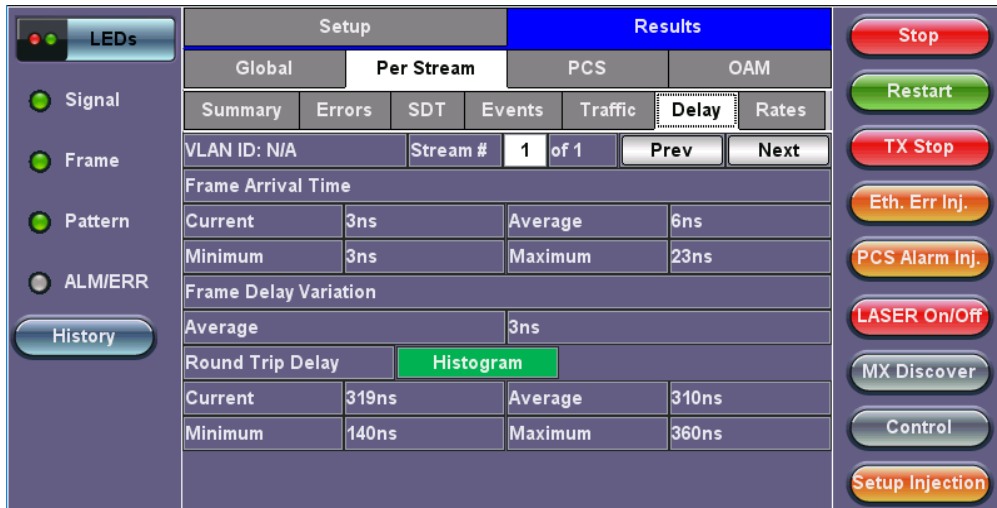 LEDs
Signal
Frame
Pattern
ALM/ERR
History
Setup Results
Global Per Stream PCS OAM
Summary Errors SDT Events Traffic Delay Rates
VLAN ID: N/A Stream # 1 of 1 Prev Next
Frame Arrival Time
Current 3ns Average 6ns
Minimum 3ns Maximum 23ns
Frame Delay Variation
Average 3ns
Round Trip Delay Histogram
Current 319ns Average 310ns
Minimum 140ns Maximum 360ns
Stop
Restart
TX Stop
Eth. Err Inj.
PCS Alarm Inj.
LASER On/Off
MX Discover
Control
Setup Injection